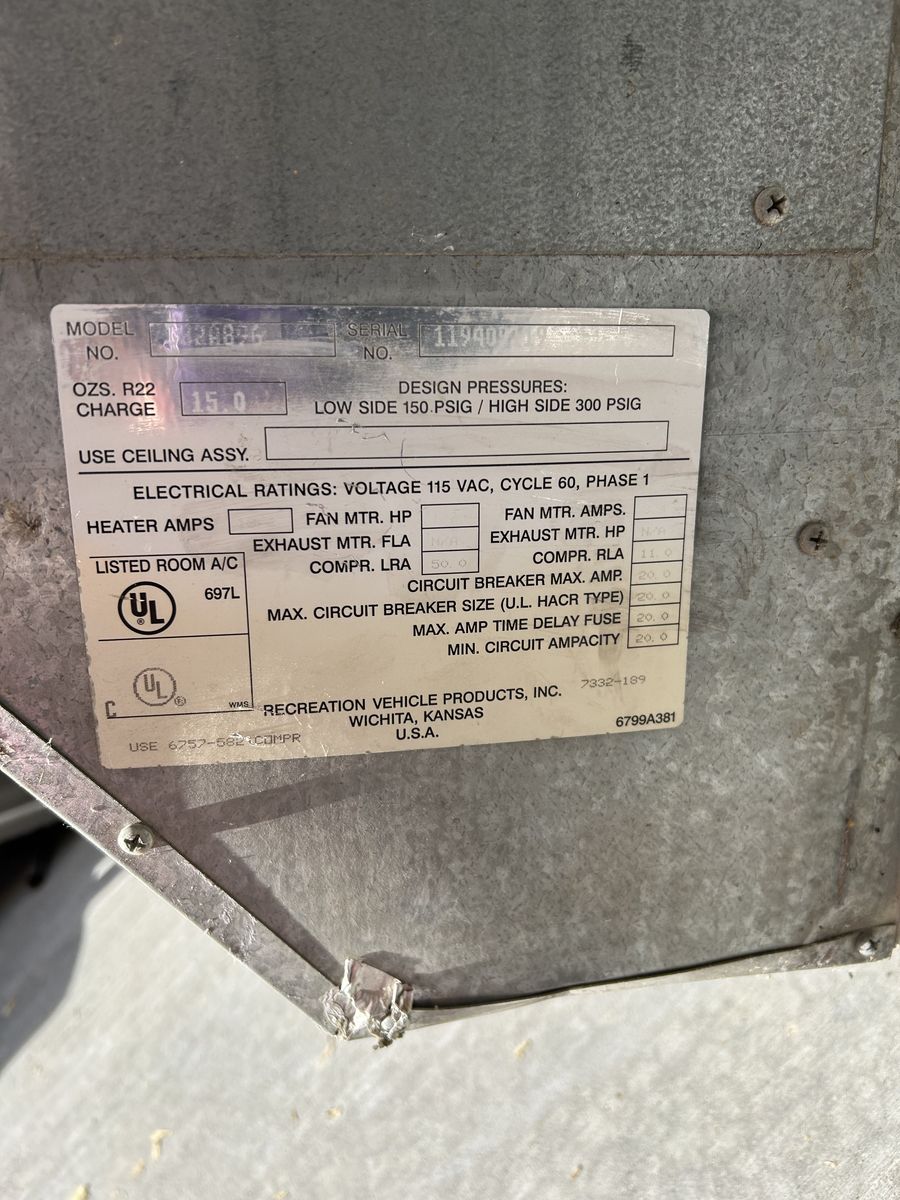 MODEL NO. SERIAL NO.
OZS. R22 CHARGE 15.0
DESIGN PRESSURES:
LOW SIDE 150 PSIG / HIGH SIDE 300 PSIG
USE CEILING ASSY.
ELECTRICAL RATINGS: VOLTAGE 115 VAC, CYCLE 60, PHASE 1
HEATER AMPS FAN MTR. HP FAN MTR. AMPS.
EXHAUST MTR. FLA N/A EXHAUST MTR. HP N/A
COMPR. LRA 50.0 COMPR. RLA 11.0
CIRCUIT BREAKER MAX. AMP. 20.0
MAX. CIRCUIT BREAKER SIZE (U.L. HACR TYPE) 20.0
MAX. AMP TIME DELAY FUSE 20.0
MIN. CIRCUIT AMPACITY 20.0
LISTED ROOM A/C
UL ® 697L
C UL ®
WMS
7332-189
RECREATION VEHICLE PRODUCTS, INC.
WICHITA, KANSAS
U.S.A.
6799A381
USE 6757-582 COMPR